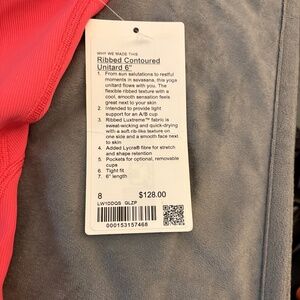 WHY WE MADE THIS
Ribbed Contoured
Unitard 6"
1. From sun salutations to restful
moments in savasana, this yoga
unitard flows with you. The
flexible ribbed texture with a
cool, smooth sensation feels
great next to your skin
2. Intended to provide light
support for an A/B cup
3. Ribbed Luxtreme™ fabric is
sweat-wicking and quick-drying
with a soft rib-like texture on
one side and a smooth face next
to skin
4. Added Lycra® fibre for stretch
and shape retention
5. Pockets for optional, removable
cups
6. Tight fit
7. 6" length
8 $128.00
LW1DDQS GLZP
000153157468